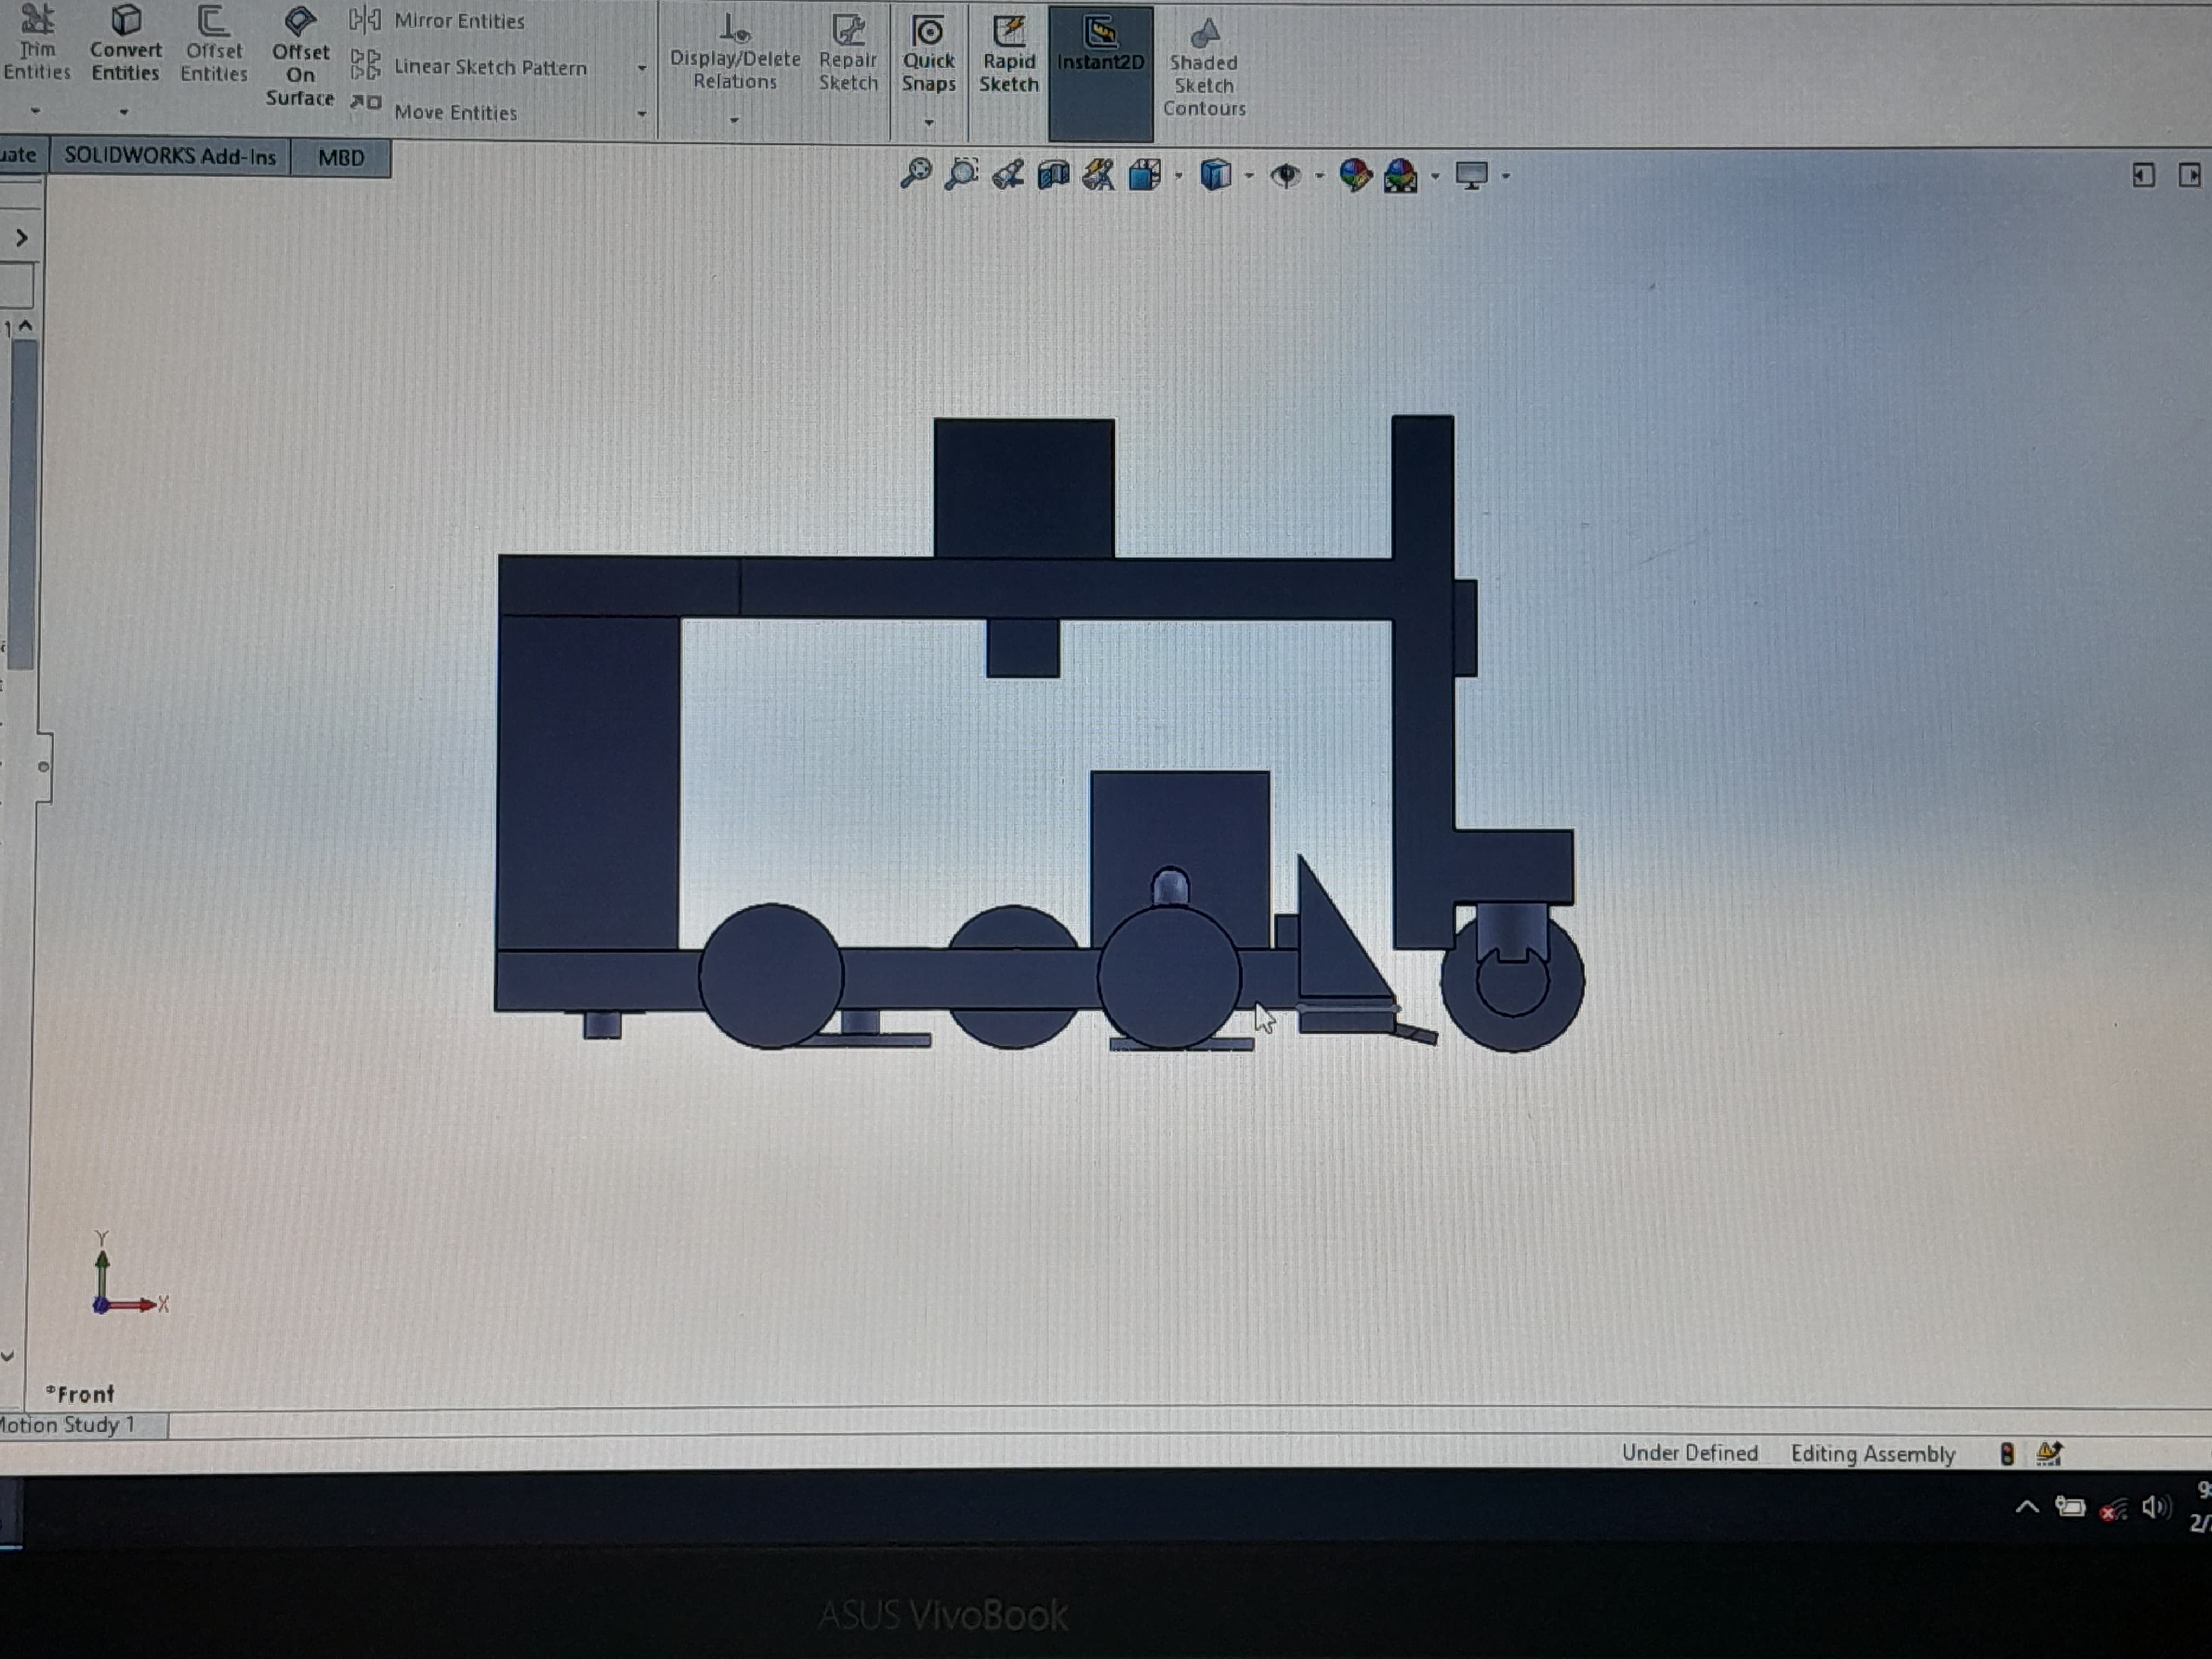 Trim
Entities
Convert
Entities
Offset
Entities
Offset
On
Surface
Mirror Entities
Linear Sketch Pattern
Move Entities
Display/Delete
Relations
Repair
Sketch
Quick
Snaps
Rapid
Sketch
Instant2D
Shaded
Sketch
Contours
uate
SOLIDWORKS Add-Ins
MBD
1
Y
X
*Front
Motion Study 1
Under Defined
Editing Assembly
9
2/
ASUS VivoBook